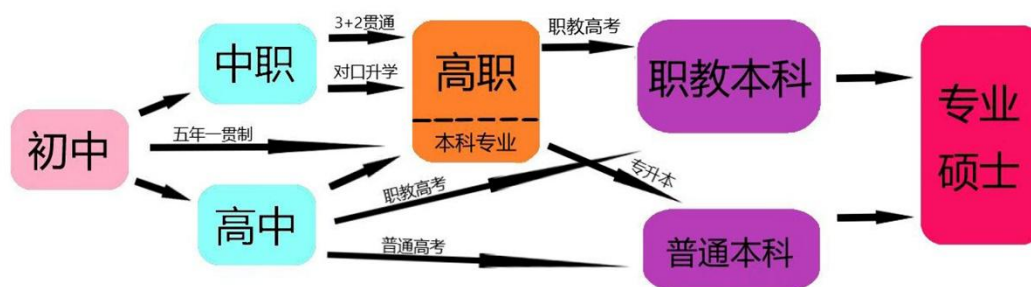 3+2贯通
职教高考
中职
对口升学
高职
职教本科
专业
硕士
初中
五年一贯制
本科专业
专升本
职教高考
高中
普通高考
普通本科